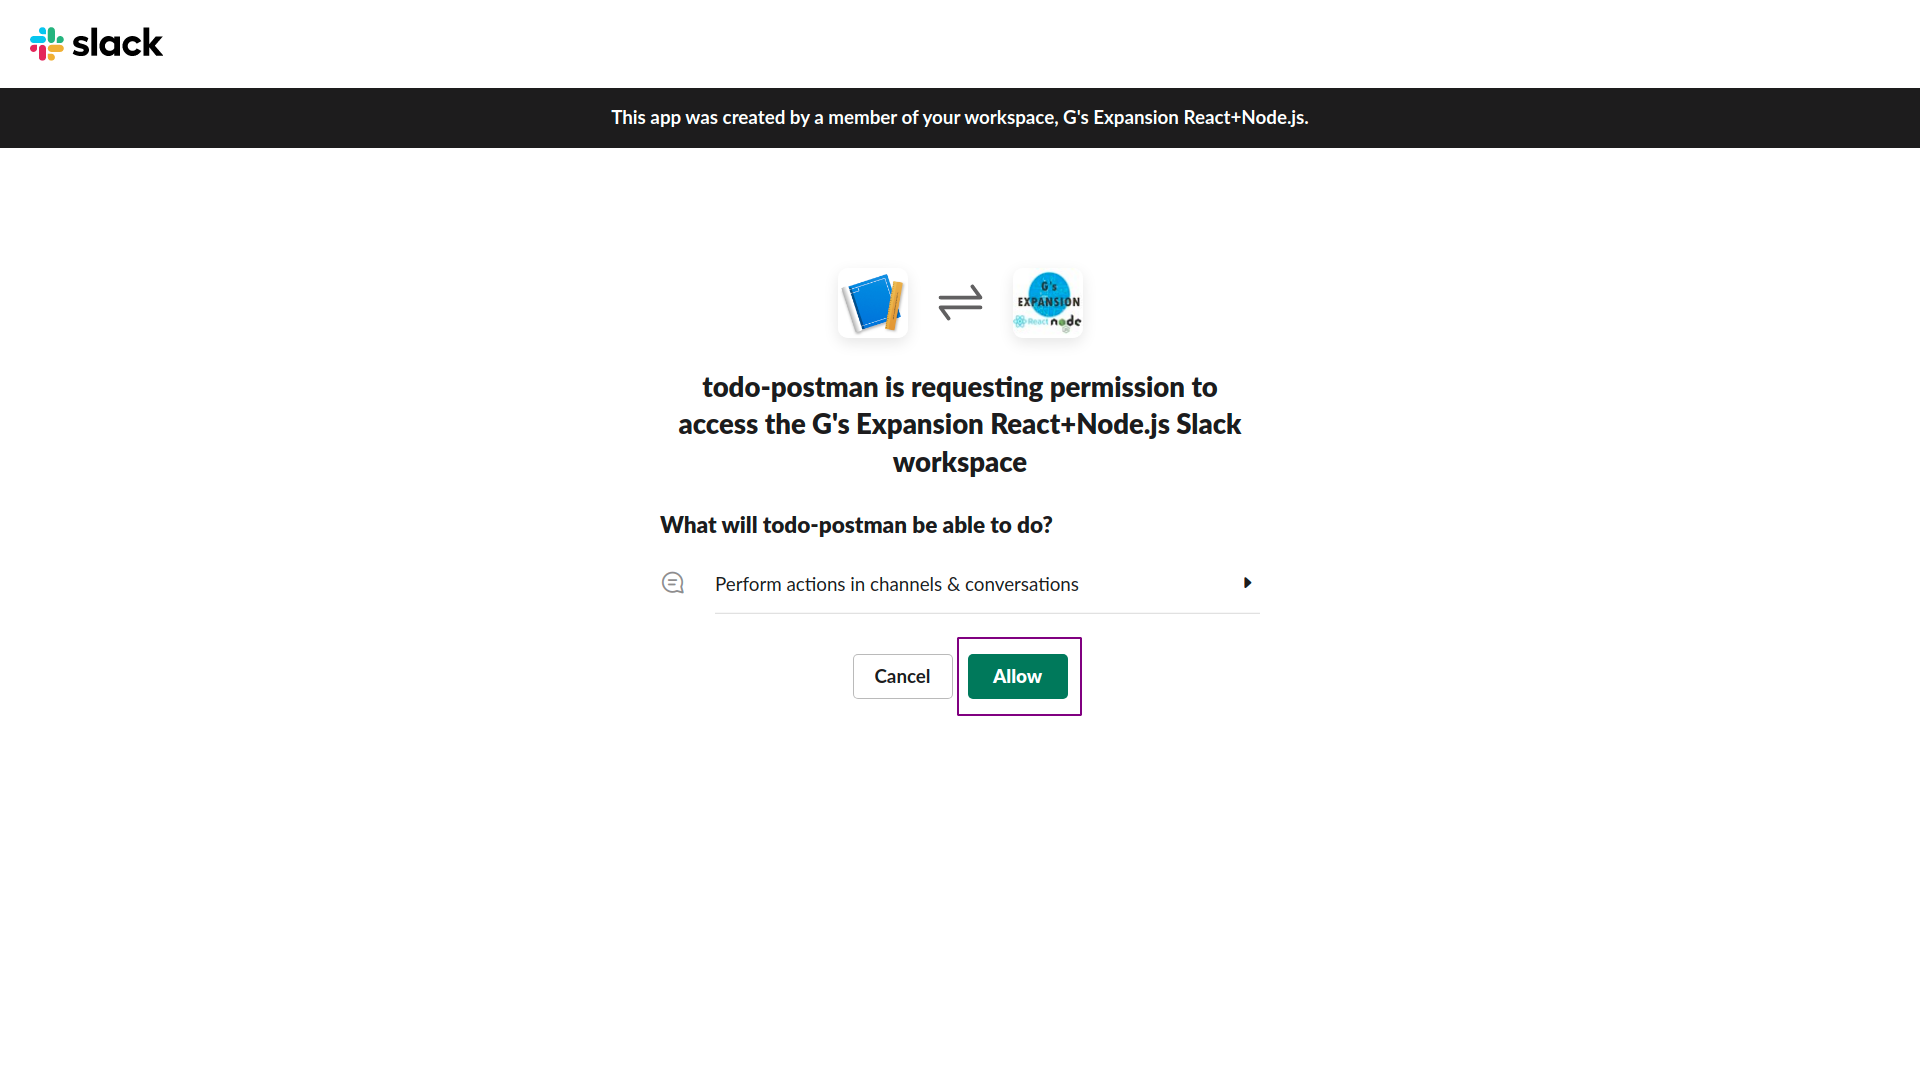 slack
This app was created by a member of your workspace, G's Expansion React+Node.js.
G's
EXPANSION
React node
todo-postman is requesting permission to
access the G's Expansion React+Node.js Slack
workspace
What will todo-postman be able to do?
Perform actions in channels & conversations
Cancel Allow